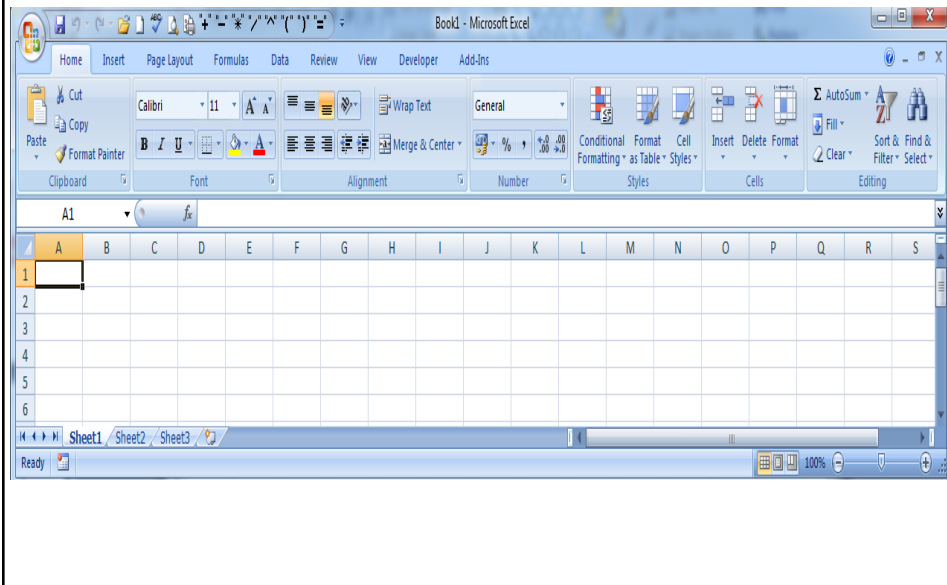 "+" "-" "*" "/" "^" "(" ")" "=" Book1 - Microsoft Excel
Home Insert Page Layout Formulas Data Review View Developer Add-Ins
Cut
Copy
Format Painter
Paste
Clipboard
Calibri 11 A A
B I U A
Font
Wrap Text
Merge & Center
Alignment
General
% , .0 .00 .00 .0
Number
Conditional Formatting
Format as Table
Cell Styles
Styles
Insert Delete Format
Cells
Σ AutoSum
Fill
Clear
Sort & Filter
Find & Select
Editing
A1 fx
A B C D E F G H I J K L M N O P Q R S
1
2
3
4
5
6
Sheet1 Sheet2 Sheet3
Ready 100%